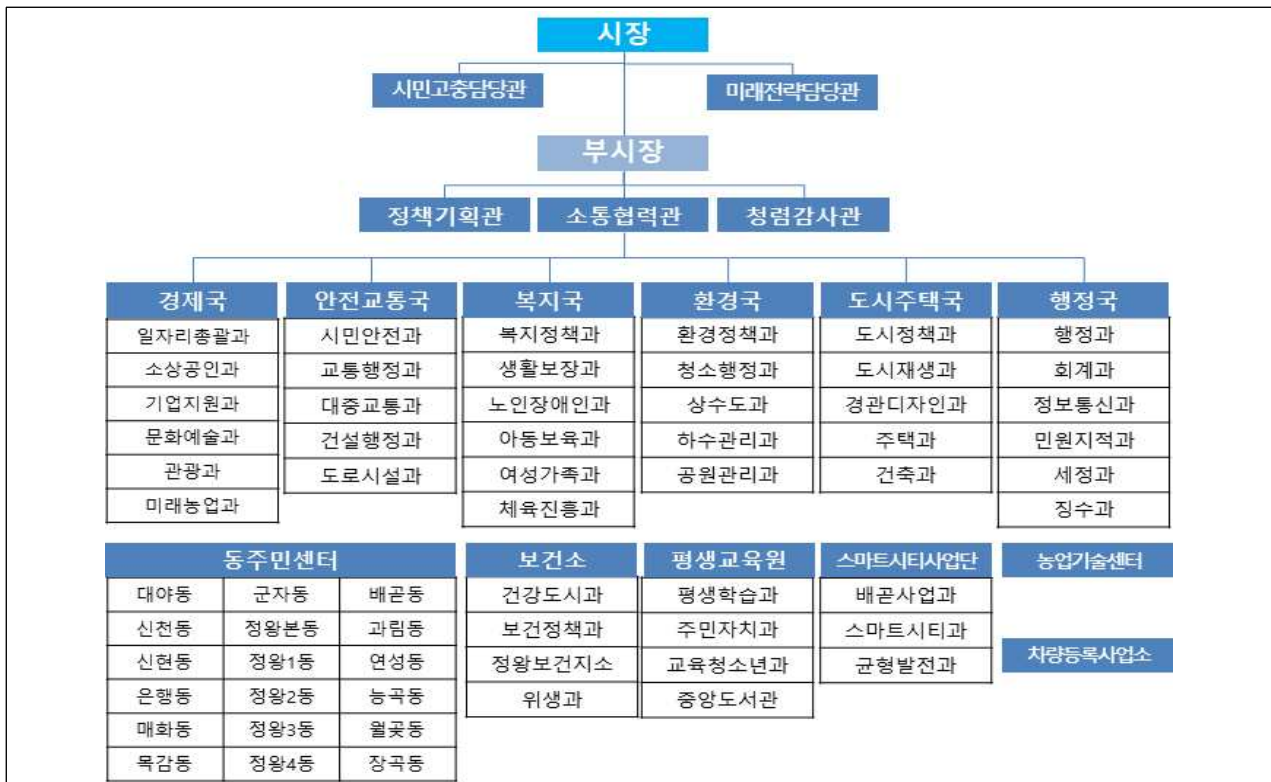 시장
시민고충담당관 미래전략담당관
부시장
정책기획관 소통협력관 청렴감사관
경제국 안전교통국 복지국 환경국 도시주택국 행정국
일자리총괄과 시민안전과 복지정책과 환경정책과 도시정책과 행정과
소상공인과 교통행정과 생활보장과 청소행정과 도시재생과 회계과
기업지원과 대중교통과 노인장애인과 상수도과 경관디자인과 정보통신과
문화예술과 건설행정과 아동보육과 하수관리과 주택과 민원지적과
관광과 도로시설과 여성가족과 공원관리과 건축과 세정과
미래농업과 체육진흥과 징수과
동주민센터 보건소 평생교육원 스마트시티사업단 농업기술센터
대야동 군자동 배곧동 건강도시과 평생학습과 배곧사업과
신천동 정왕본동 과림동 보건정책과 주민자치과 스마트시티과
신현동 정왕1동 연성동 정왕보건지소 교육청소년과 균형발전과 차량등록사업소
은행동 정왕2동 능곡동 위생과 중앙도서관
매화동 정왕3동 월곶동
목감동 정왕4동 장곡동